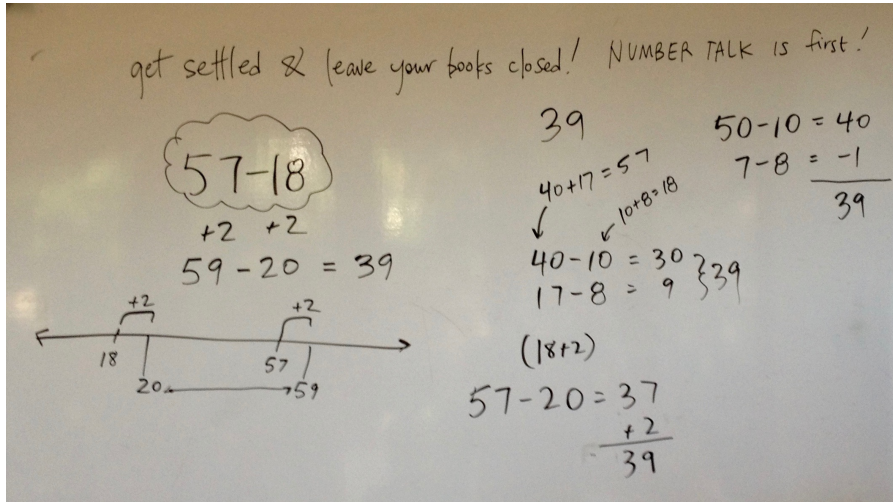 get settled & leave your books closed! NUMBER TALK is first!
57-18
+2 +2
59-20 = 39
+2 +2
18 57
20 59
39
40+17=57
10+8=18
40-10 = 30
17-8 = 9 } 39
(18+2)
57-20 = 37
+2
39
50-10 = 40
7-8 = -1
39